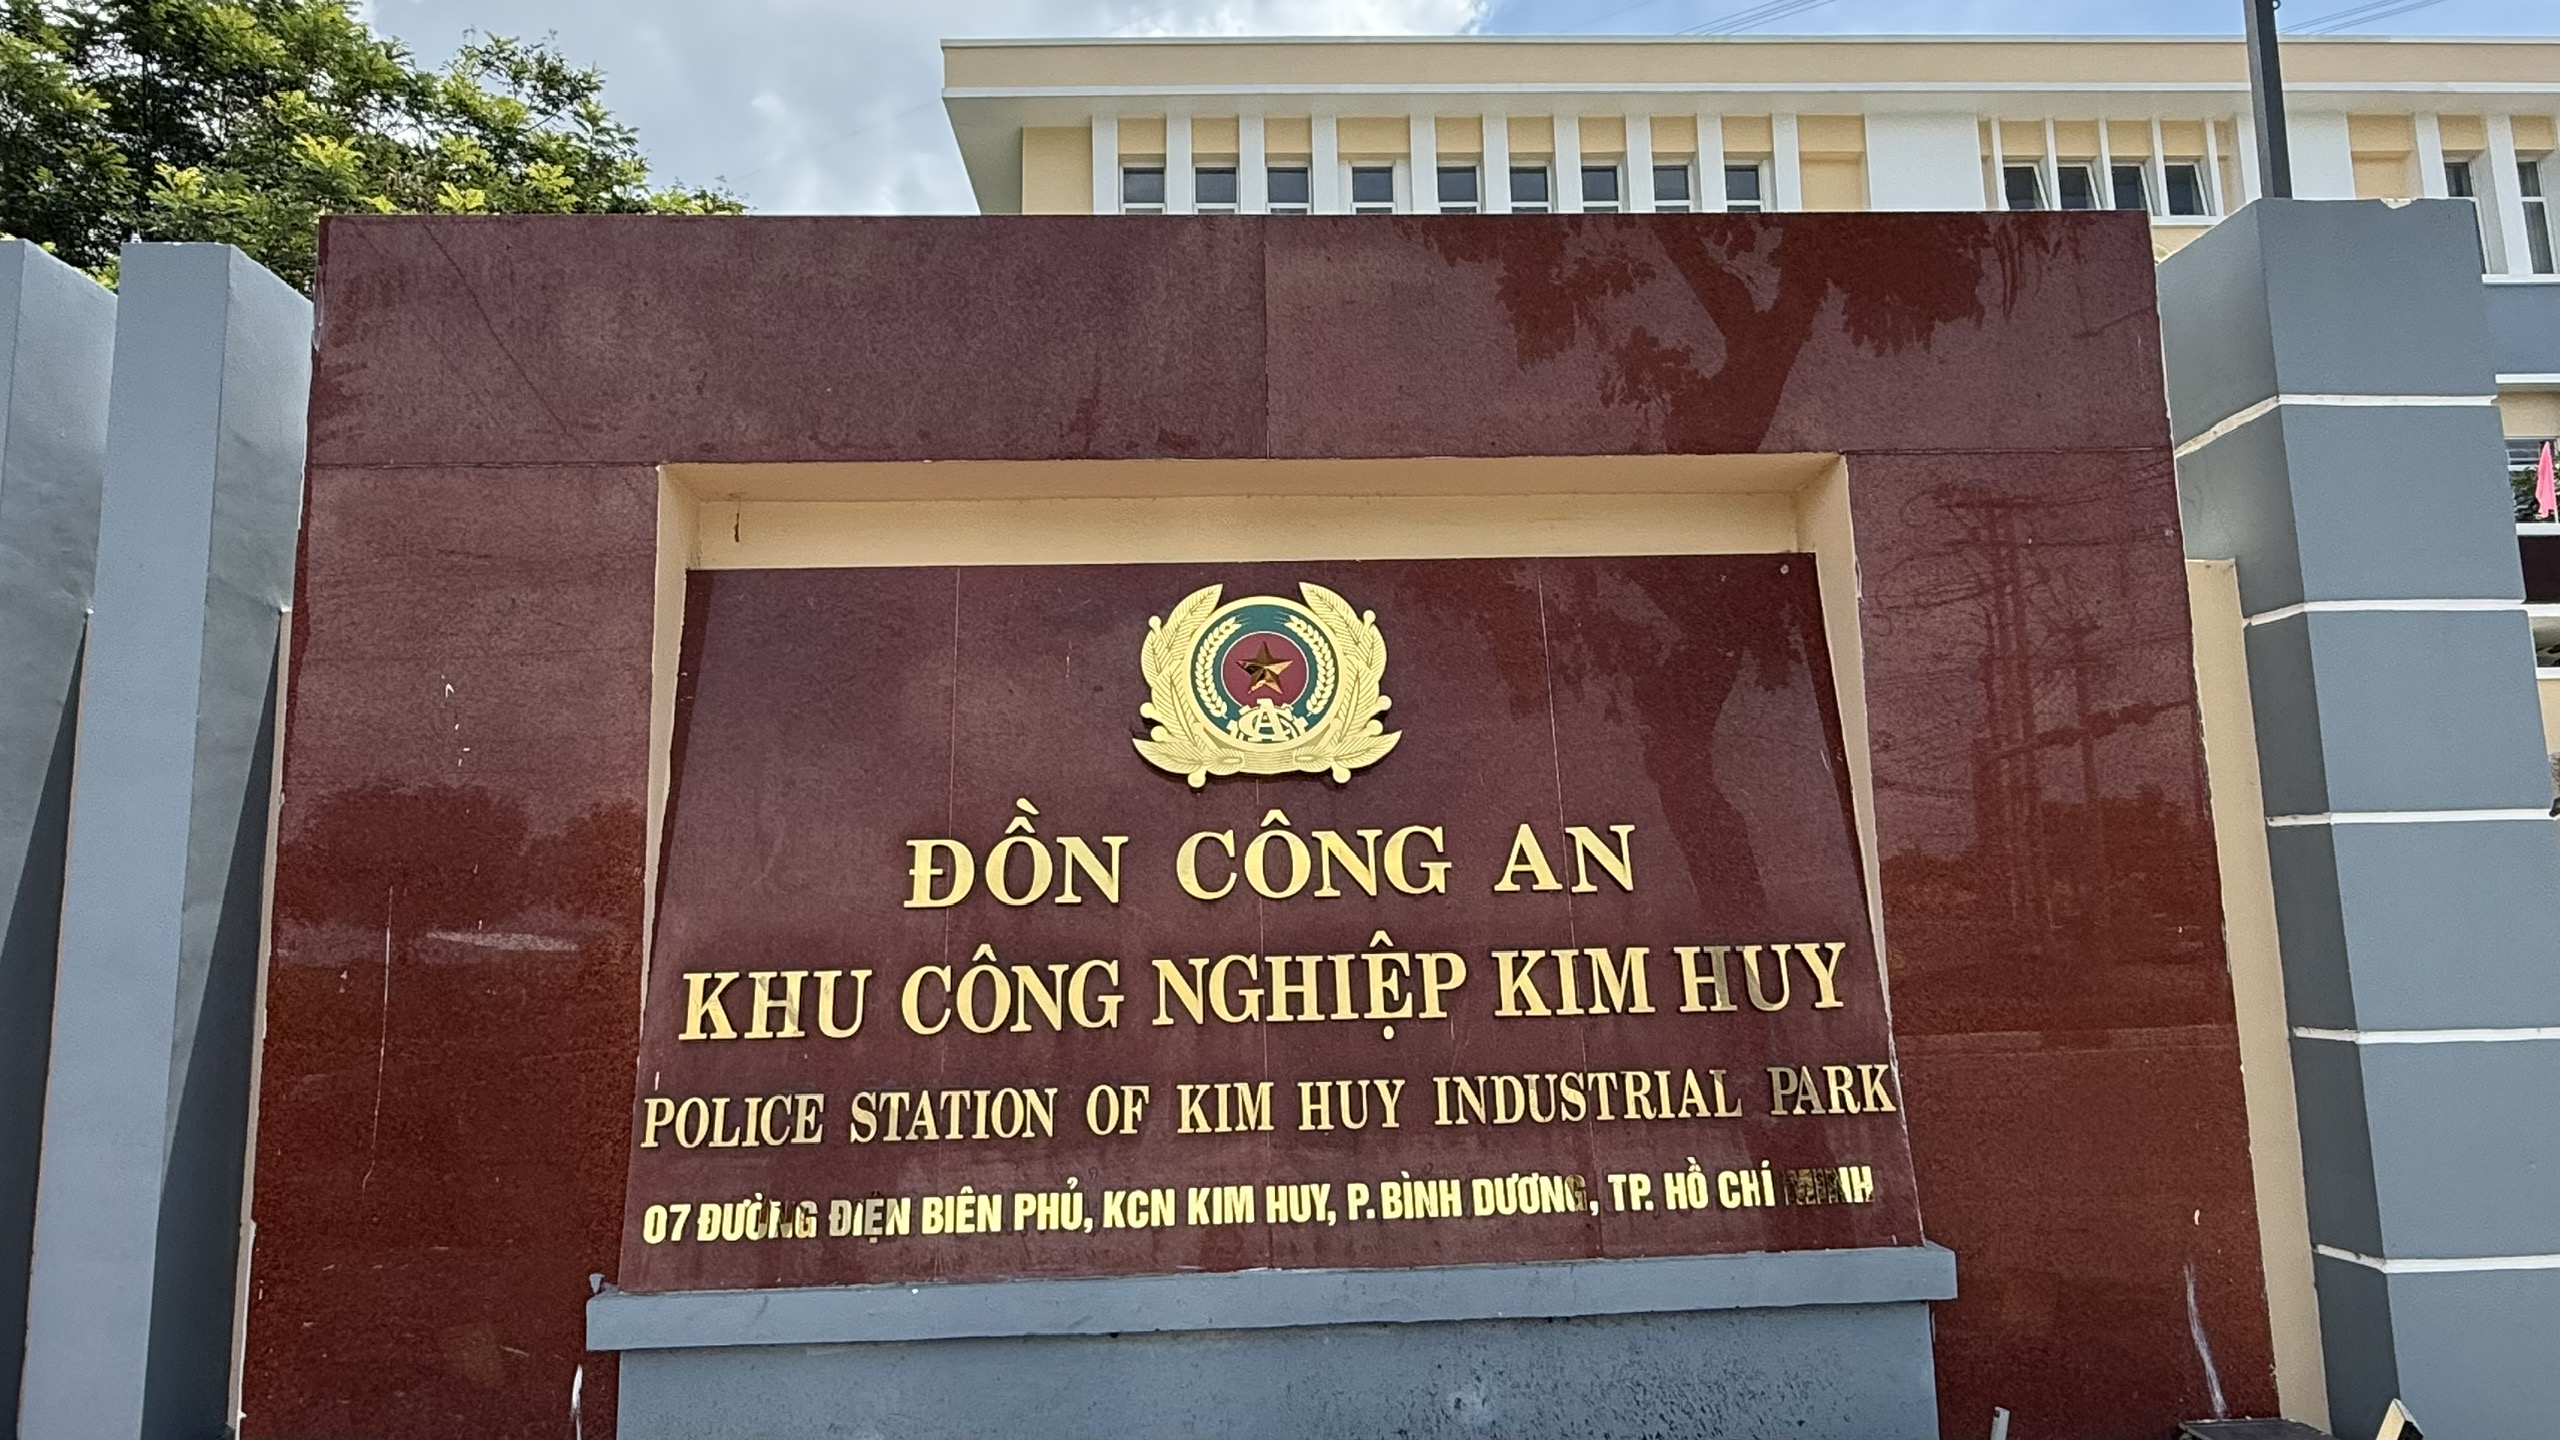 ĐỒN CÔNG AN
KHU CÔNG NGHIỆP KIM HUY
POLICE STATION OF KIM HUY INDUSTRIAL PARK
07 ĐƯỜNG ĐIỆN BIÊN PHỦ, KCN KIM HUY, P. BÌNH DƯƠNG, TP. HỒ CHÍ MINH